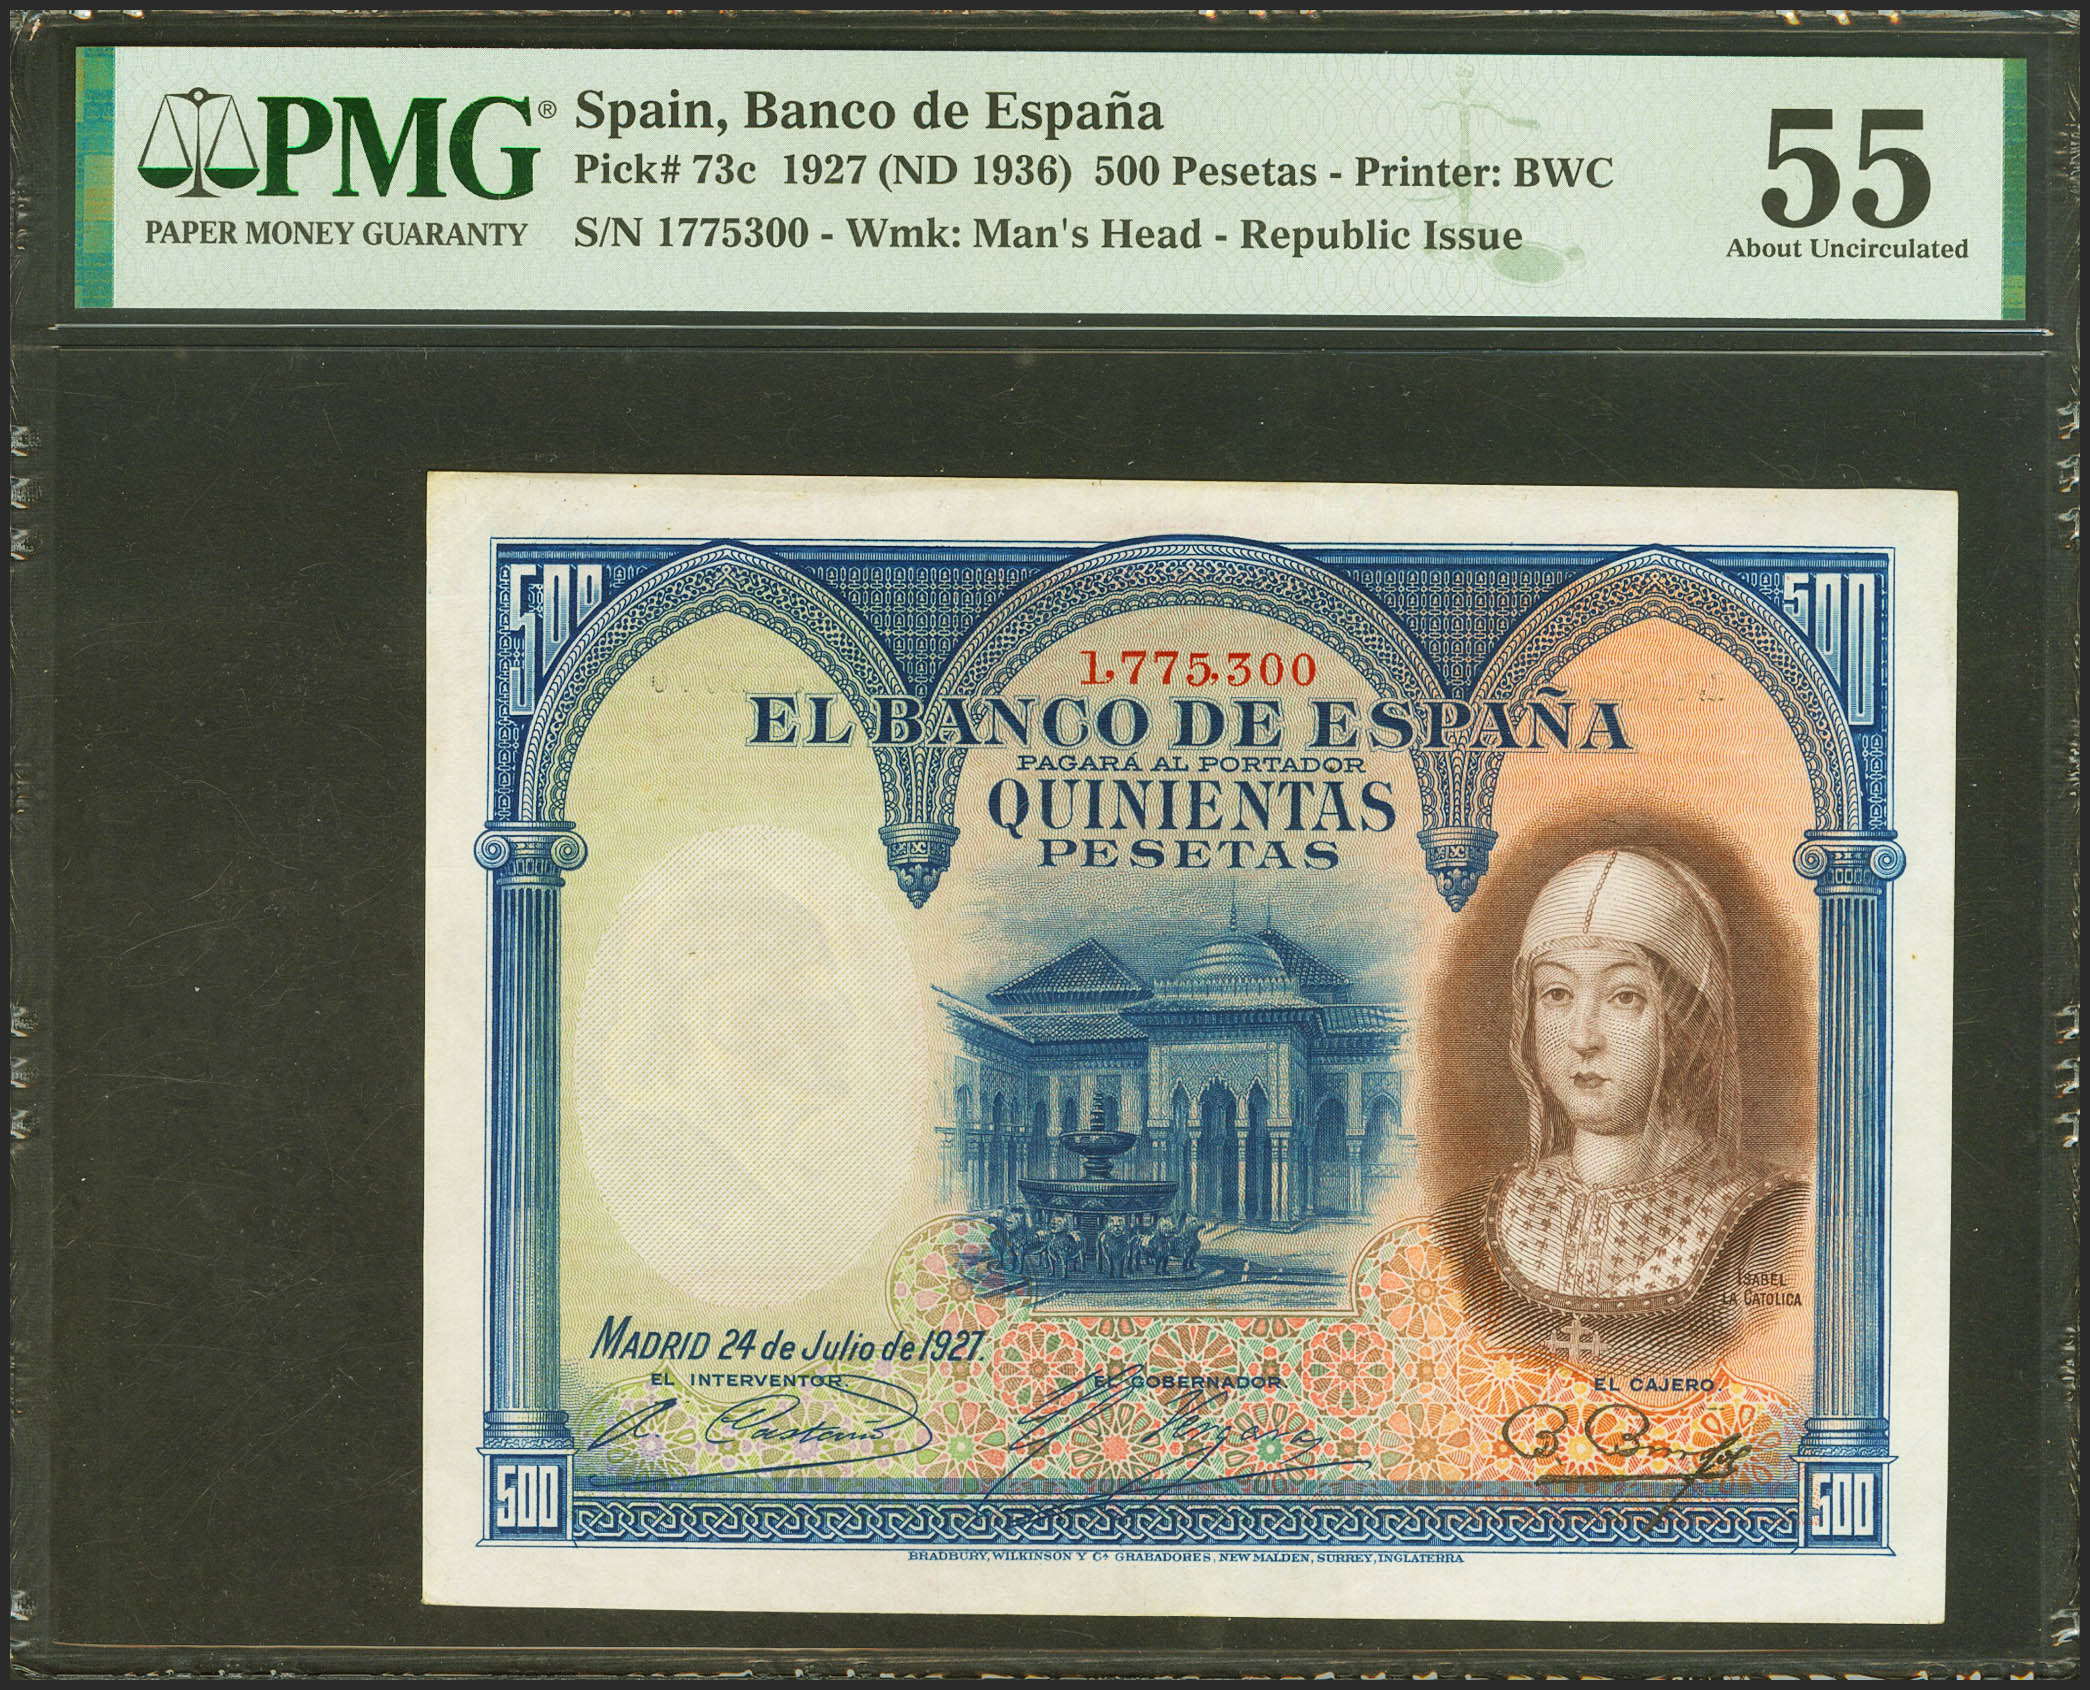 PMG®
PAPER MONEY GUARANTY
Spain, Banco de España
Pick# 73c 1927 (ND 1936) 500 Pesetas - Printer: BWC
S/N 1775300 - Wmk: Man's Head - Republic Issue
55
About Uncirculated
500
500
1,775,300
EL BANCO DE ESPAÑA
PAGARÁ AL PORTADOR
QUINIENTAS
PESETAS
ISABEL
LA CATOLICA
MADRID 24 de Julio de 1927.
EL INTERVENTOR.
EL GOBERNADOR
EL CAJERO.
500
500
BRADBURY, WILKINSON Y Cª GRABADORES, NEW MALDEN, SURREY, INGLATERRA